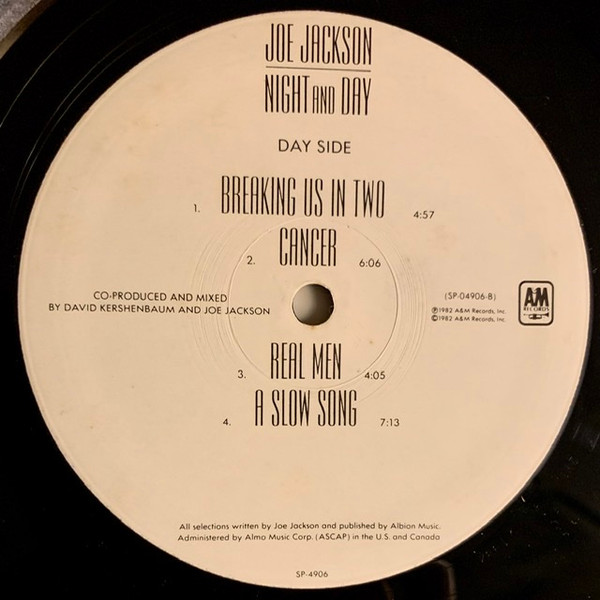 JOE JACKSON
NIGHT AND DAY
DAY SIDE
1. BREAKING US IN TWO 4:57
2. CANCER 6:06
CO-PRODUCED AND MIXED
BY DAVID KERSHENBAUM AND JOE JACKSON
(SP-04906-B)
℗1982 A&M Records, Inc.
©1982 A&M Records, Inc.
A&M
RECORDS
3. REAL MEN 4:05
4. A SLOW SONG 7:13
All selections written by Joe Jackson and published by Albion Music.
Administered by Almo Music Corp. (ASCAP) in the U.S. and Canada
SP-4906